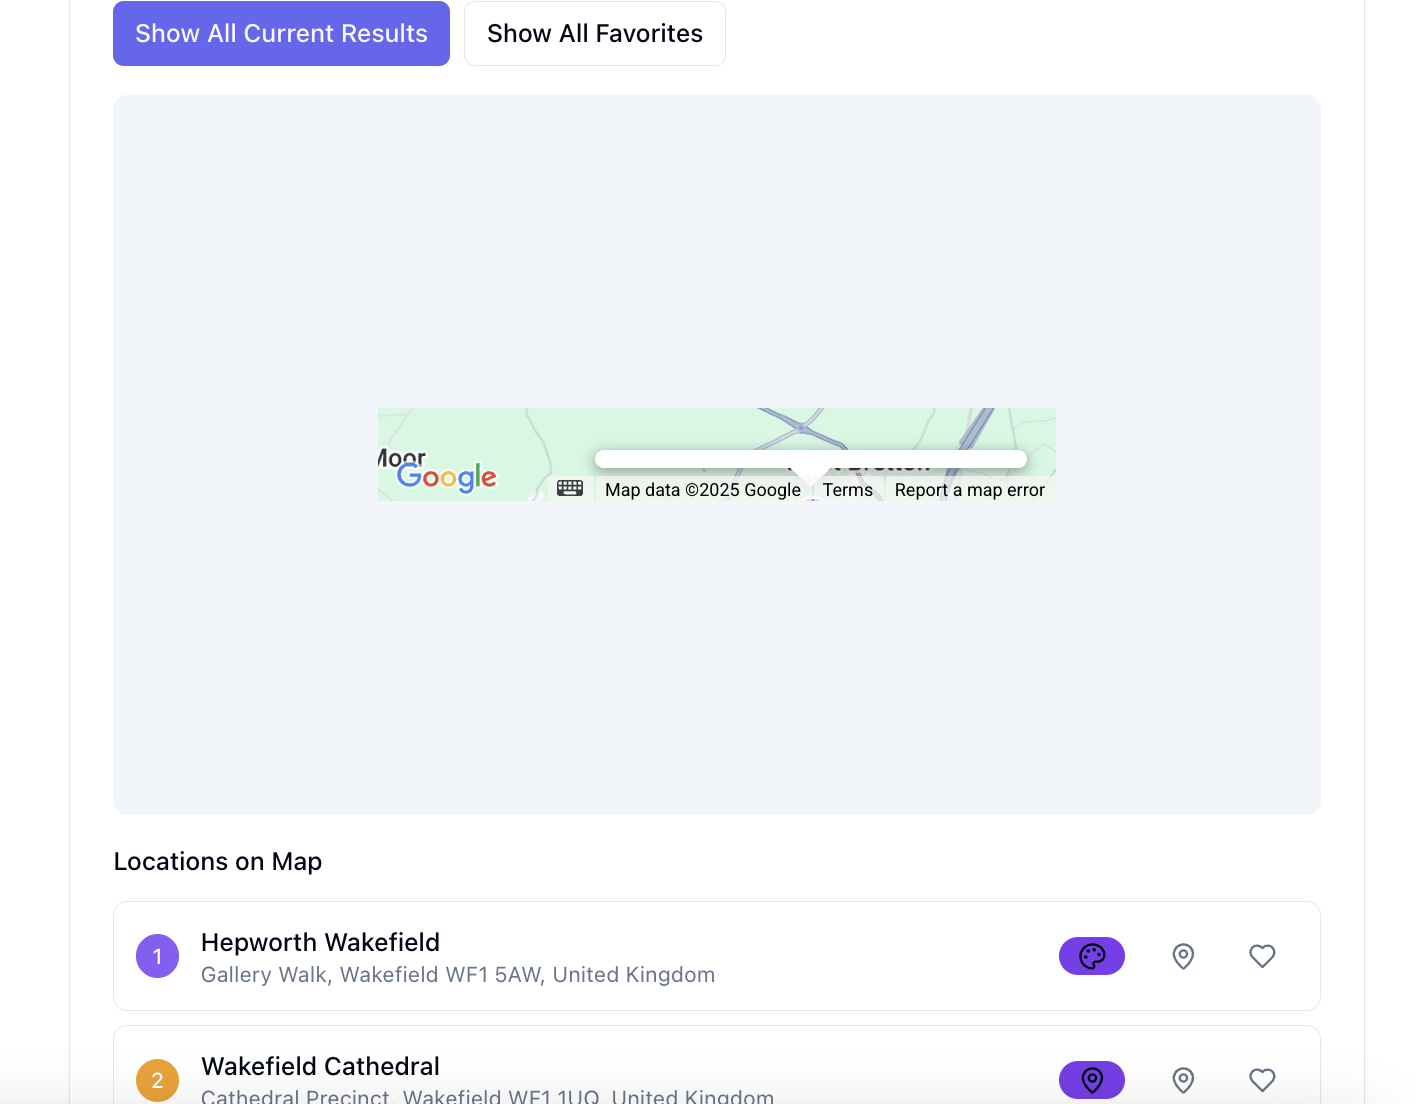 Show All Current Results
Show All Favorites
Moor
Google
Map data ©2025 Google
Terms
Report a map error
Locations on Map
1
Hepworth Wakefield
Gallery Walk, Wakefield WF1 5AW, United Kingdom
2
Wakefield Cathedral
Cathedral Precinct, Wakefield WF1 1UQ, United Kingdom